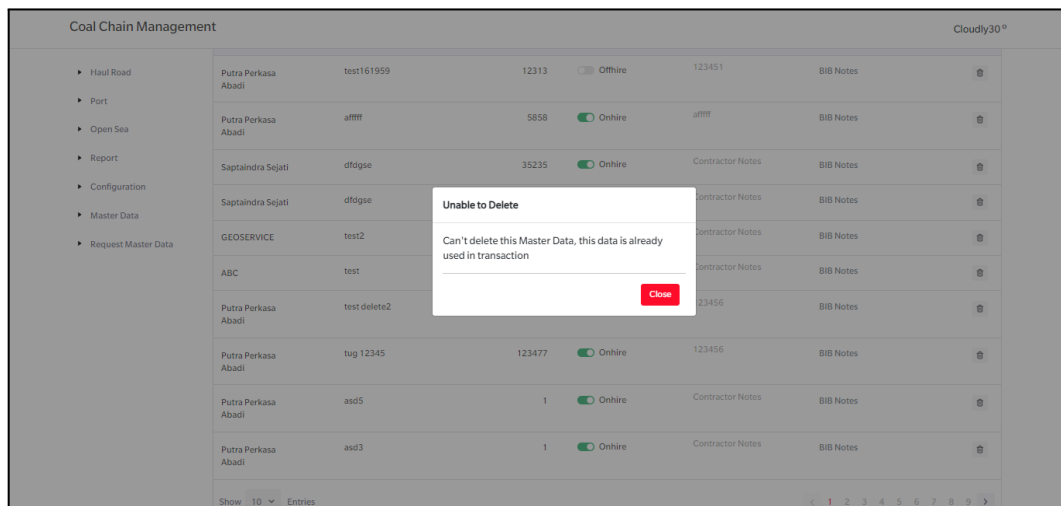 Coal Chain Management
Cloudly30°
Haul Road
Port
Open Sea
Report
Configuration
Master Data
Request Master Data
Putra Perkasa Abadi test161959 12313 Offhire 123451 BIB Notes
Putra Perkasa Abadi afffff 5858 Onhire afffff BIB Notes
Saptaindra Sejati dfdgse 35235 Onhire Contractor Notes BIB Notes
Saptaindra Sejati dfdgse Contractor Notes BIB Notes
GEOSERVICE test2 Contractor Notes BIB Notes
ABC test Contractor Notes BIB Notes
Putra Perkasa Abadi test delete2 23456 BIB Notes
Putra Perkasa Abadi tug 12345 123477 Onhire 123456 BIB Notes
Putra Perkasa Abadi asd5 1 Onhire Contractor Notes BIB Notes
Putra Perkasa Abadi asd3 1 Onhire Contractor Notes BIB Notes
Show 10 Entries
1 2 3 4 5 6 7 8 9
Unable to Delete
Can't delete this Master Data, this data is already
used in transaction
Close